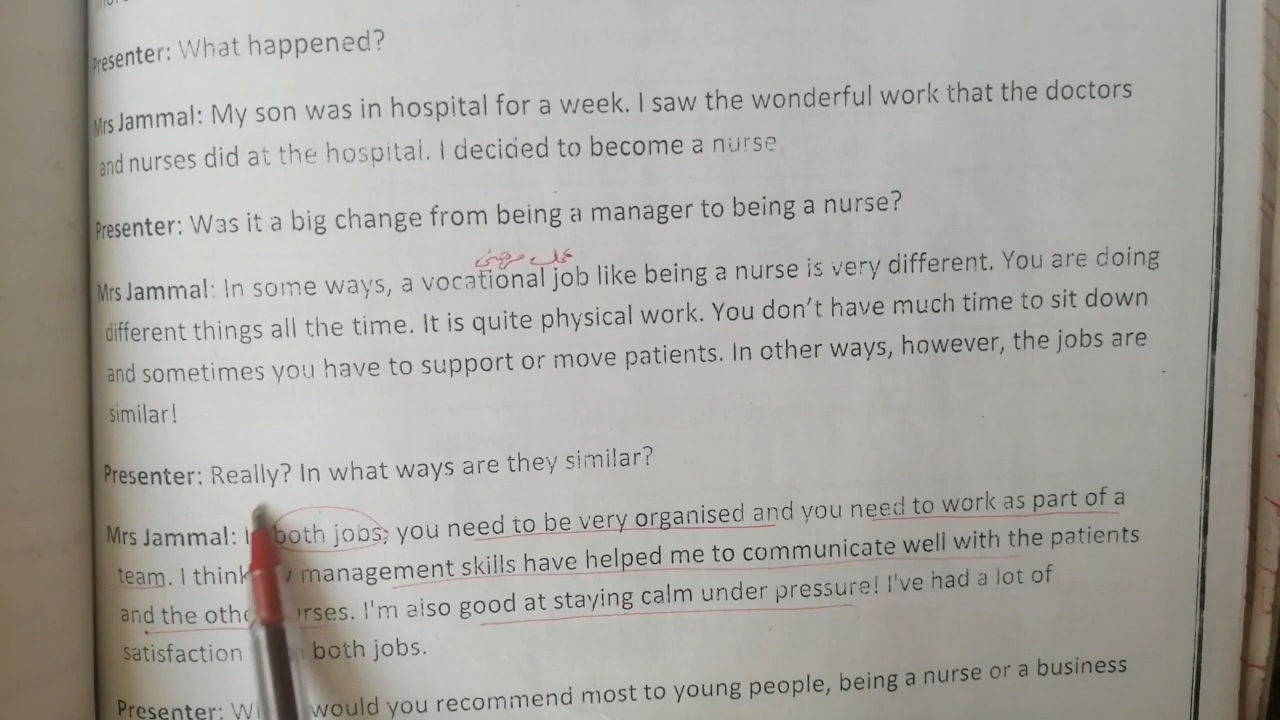 Presenter: What happened?
Mrs Jammal: My son was in hospital for a week. I saw the wonderful work that the doctors
and nurses did at the hospital. I decided to become a nurse
Presenter: Was it a big change from being a manager to being a nurse?
عمل مهني
Mrs Jammal: In some ways, a vocational job like being a nurse is very different. You are doing
different things all the time. It is quite physical work. You don't have much time to sit down
and sometimes you have to support or move patients. In other ways, however, the jobs are
similar!
Presenter: Really? In what ways are they similar?
Mrs Jammal: both jobs, you need to be very organised and you need to work as part of a
team. I think management skills have helped me to communicate well with the patients
and the I'm also good at staying calm under pressure! I've had a lot of
satisfaction both jobs.
Presenter: would you recommend most to young people, being a nurse or a business